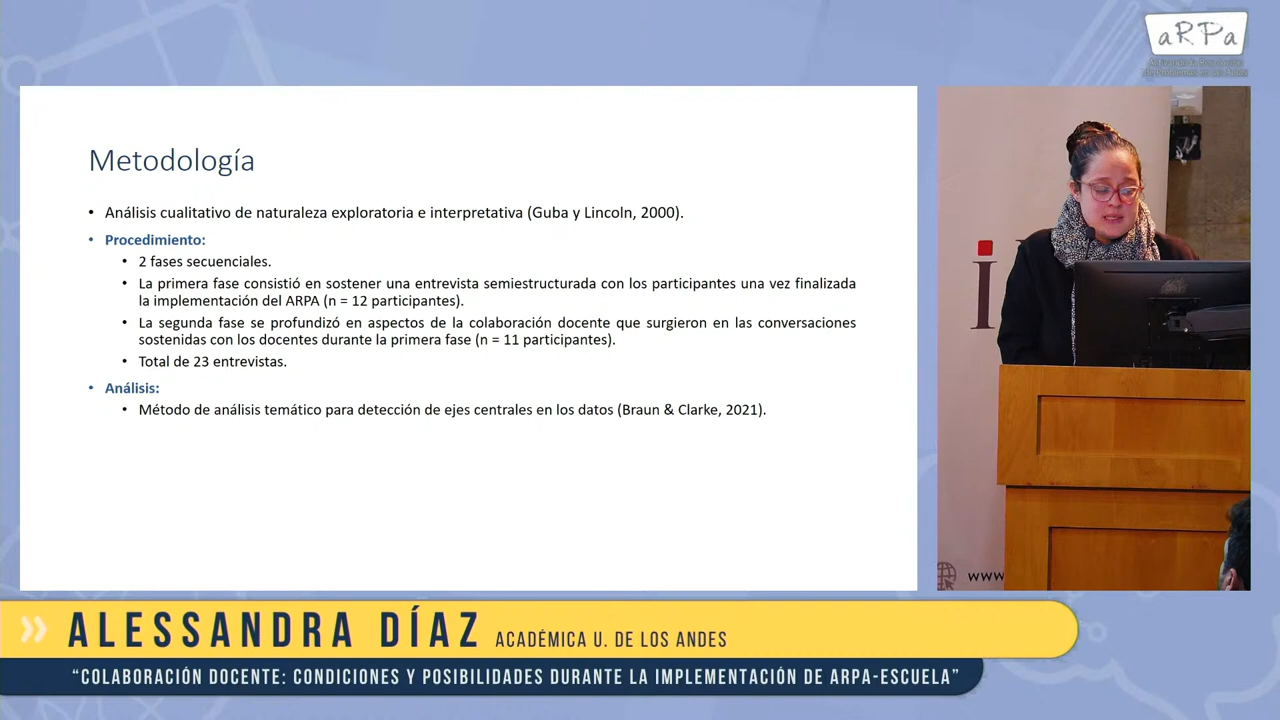 aRPa
Metodología
• Análisis cualitativo de naturaleza exploratoria e interpretativa (Guba y Lincoln, 2000).
• Procedimiento:
• 2 fases secuenciales.
• La primera fase consistió en sostener una entrevista semiestructurada con los participantes una vez finalizada
la implementación del ARPA (n = 12 participantes).
• La segunda fase se profundizó en aspectos de la colaboración docente que surgieron en las conversaciones
sostenidas con los docentes durante la primera fase (n = 11 participantes).
• Total de 23 entrevistas.
• Análisis:
• Método de análisis temático para detección de ejes centrales en los datos (Braun & Clarke, 2021).
i
www
ALESSANDRA DÍAZ ACADÉMICA U. DE LOS ANDES
“COLABORACIÓN DOCENTE: CONDICIONES Y POSIBILIDADES DURANTE LA IMPLEMENTACIÓN DE ARPA-ESCUELA”